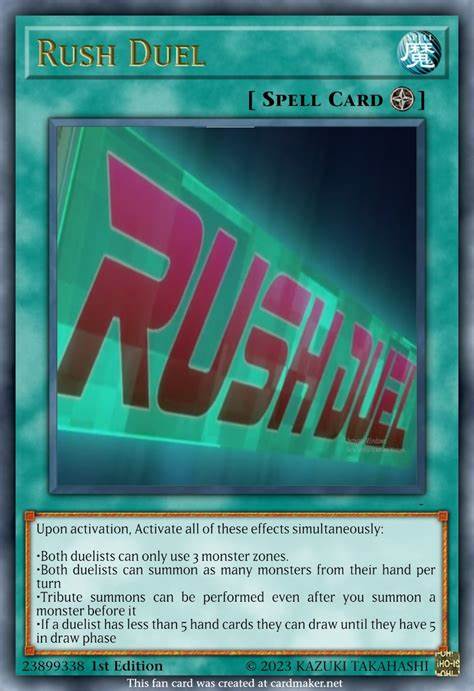 Rush Duel
魔
[ Spell Card ]
RUSH DUEL
Upon activation, Activate all of these effects simultaneously:
•Both duelists can only use 3 monster zones.
•Both duelists can summon as many monsters from their hand per
turn
•Tribute summons can be performed even after you summon a
monster before it
•If a duelist has less than 5 hand cards they can draw until they have 5
in draw phase
23899338 1st Edition
©2023 KAZUKI TAKAHASHI
This fan card was created at cardmaker.net